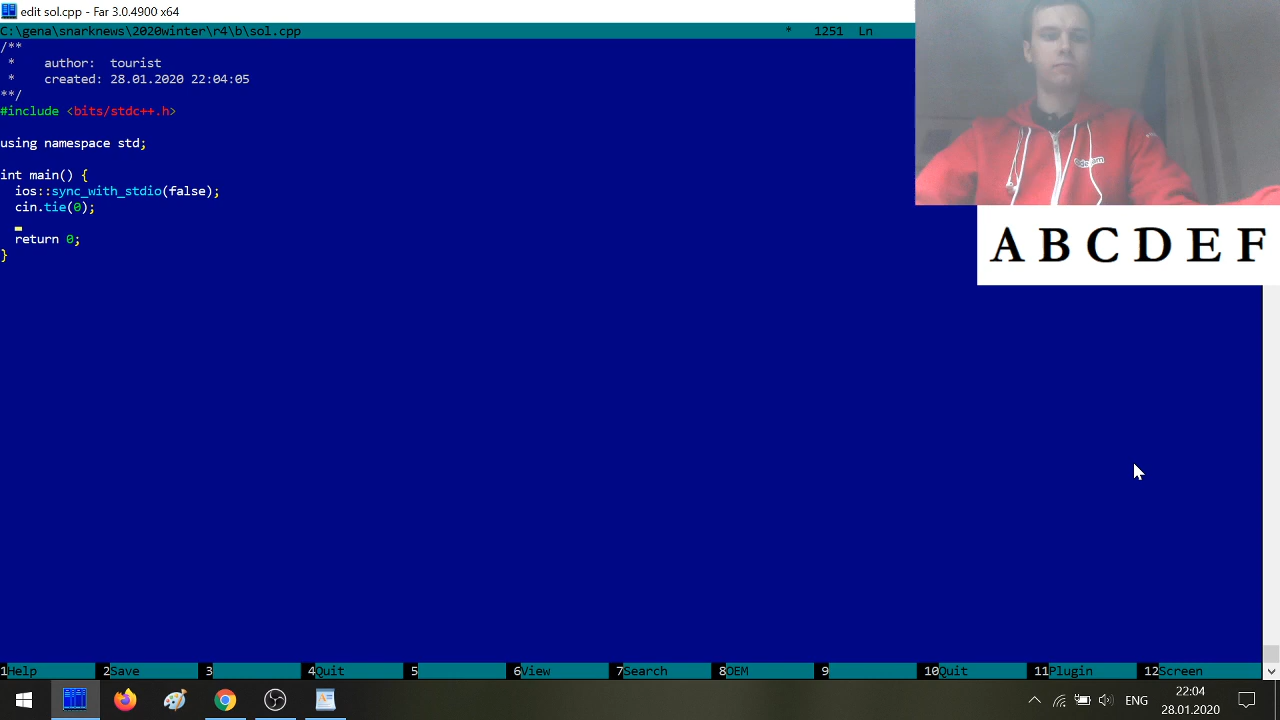 edit sol.cpp - Far 3.0.4900 x64
C:\gena\snarknews\2020winter\r4\b\sol.cpp * 1251 Ln
/**
 *    author:  tourist
 *    created: 28.01.2020 22:04:05
**/
#include <bits/stdc++.h>
using namespace std;
int main() {
  ios::sync_with_stdio(false);
  cin.tie(0);
  return 0;
}
A B C D E F
1Help 2Save 3 4Quit 5 6View 7Search 8OEM 9 10Quit 11Plugin 12Screen
ENG 22:04
28.01.2020